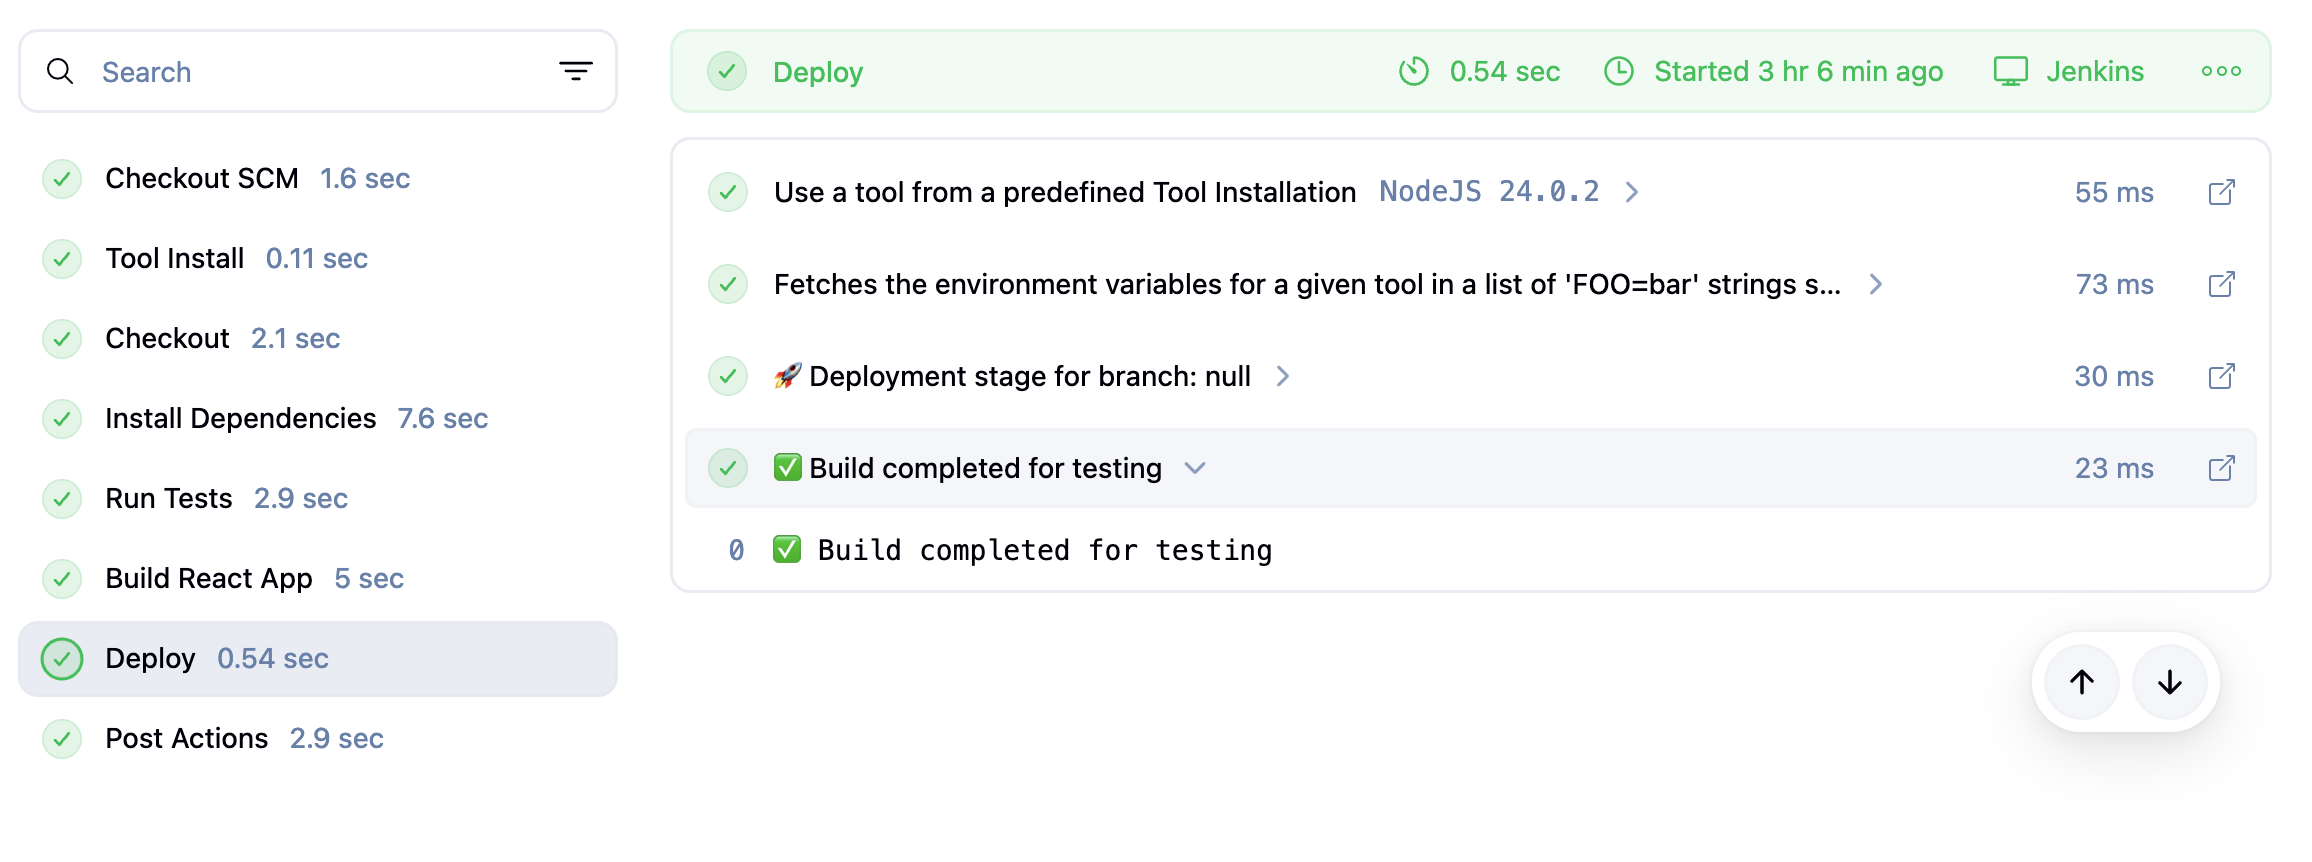 Search
Checkout SCM 1.6 sec
Tool Install 0.11 sec
Checkout 2.1 sec
Install Dependencies 7.6 sec
Run Tests 2.9 sec
Build React App 5 sec
Deploy 0.54 sec
Post Actions 2.9 sec
Deploy 0.54 sec Started 3 hr 6 min ago Jenkins
Use a tool from a predefined Tool Installation NodeJS 24.0.2 55 ms
Fetches the environment variables for a given tool in a list of 'FOO=bar' strings s... 73 ms
🚀 Deployment stage for branch: null 30 ms
✅ Build completed for testing 23 ms
0 ✅ Build completed for testing